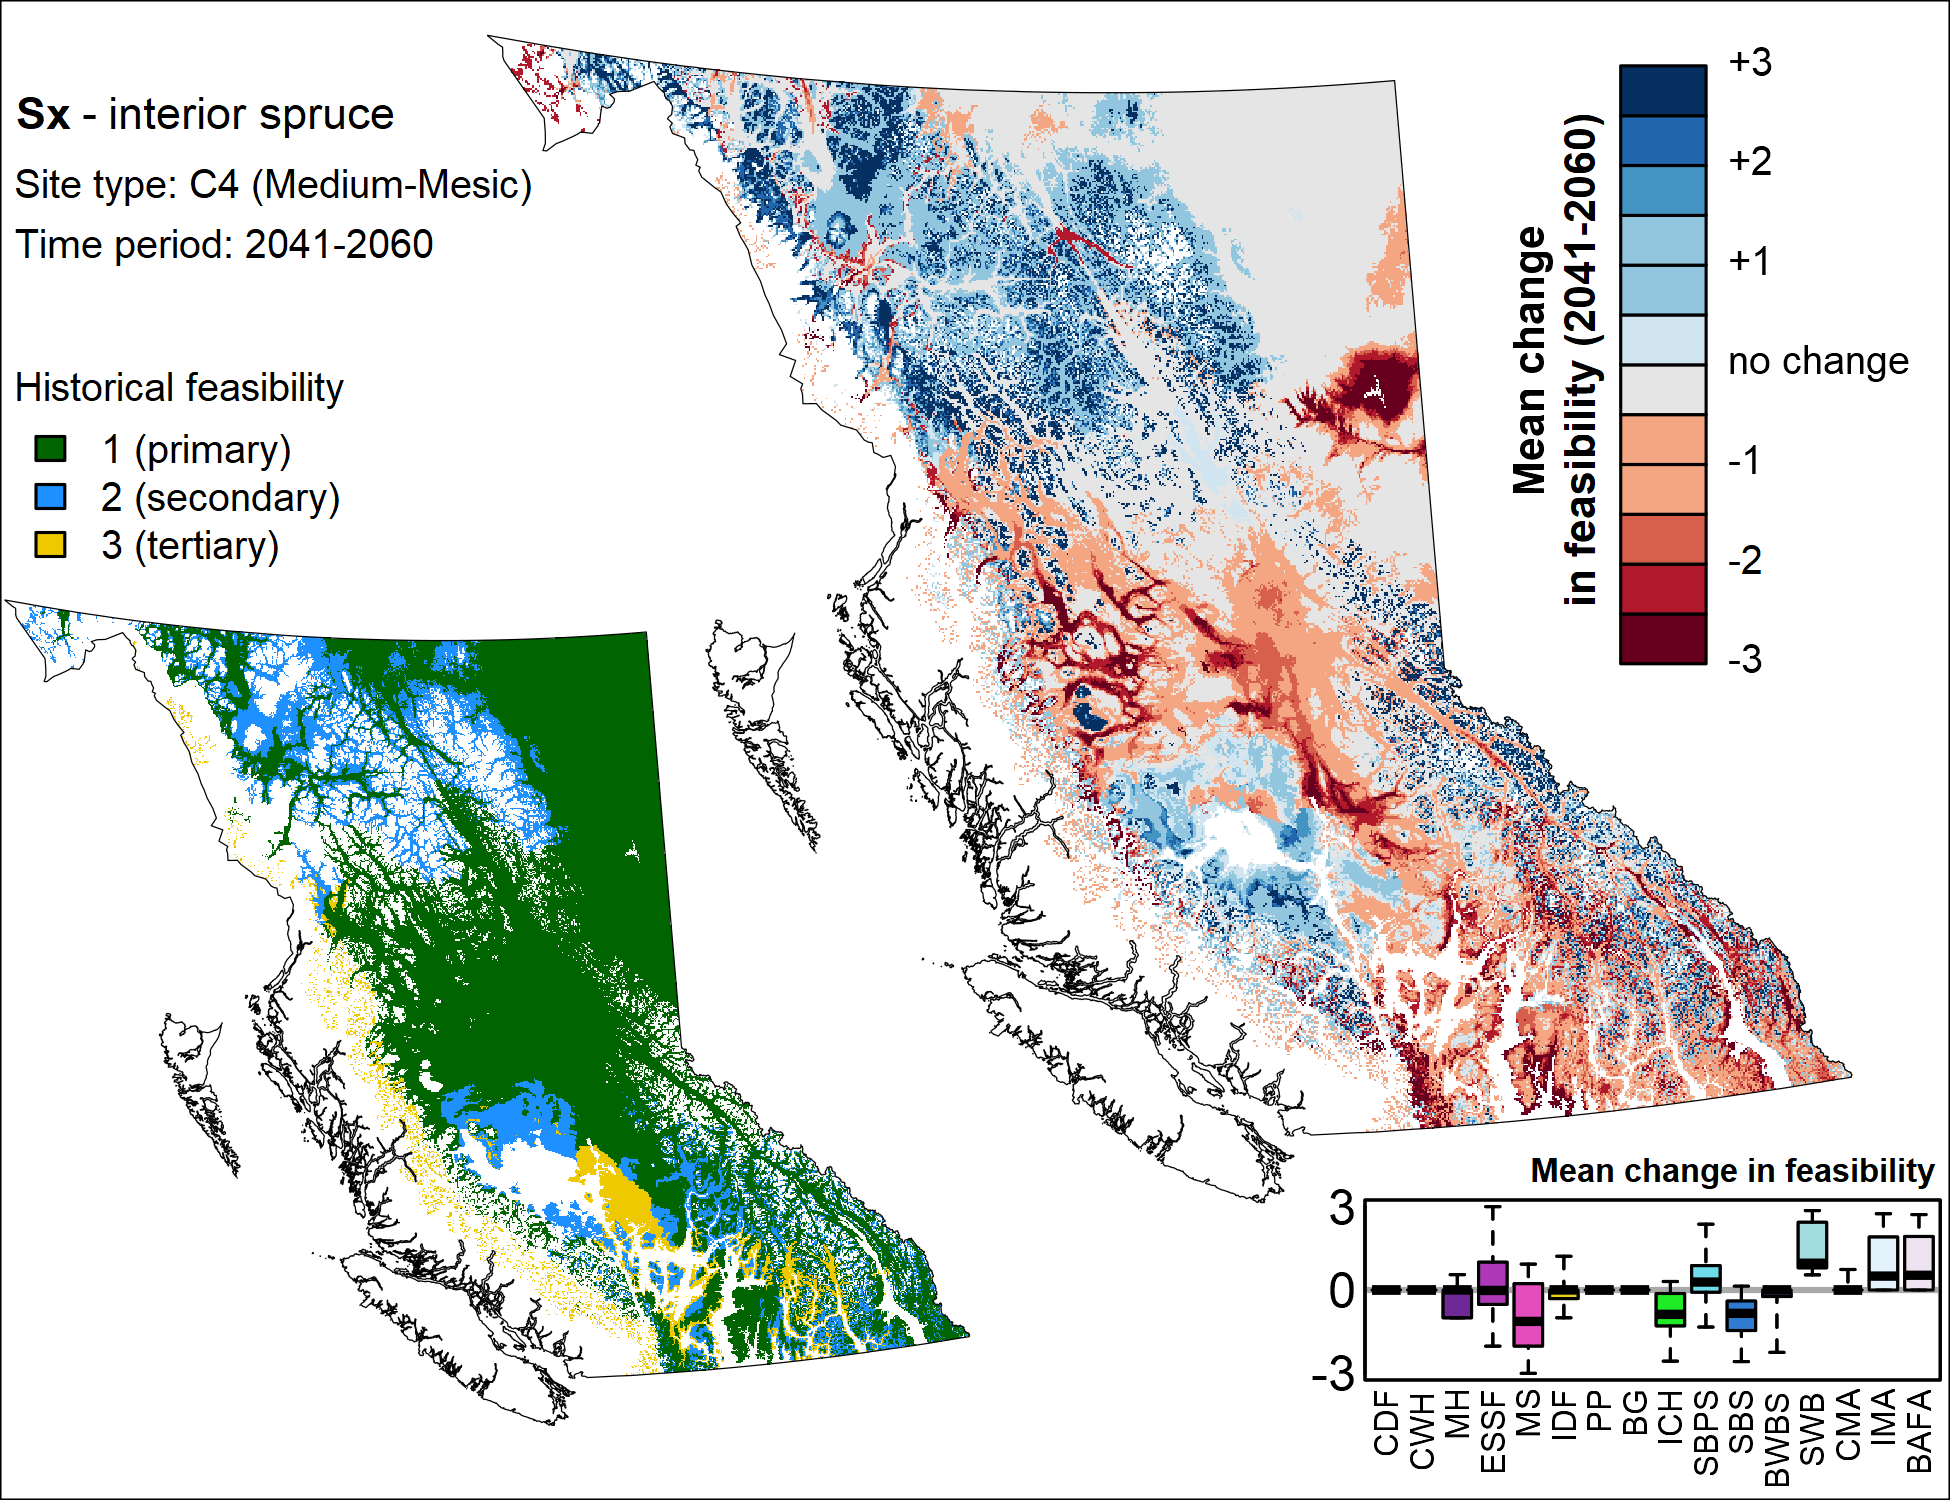 Sx - interior spruce
Site type: C4 (Medium-Mesic)
Time period: 2041-2060
Historical feasibility
1 (primary)
2 (secondary)
3 (tertiary)
Mean change
in feasibility (2041-2060)
+3
+2
+1
no change
-1
-2
-3
Mean change in feasibility
3
0
-3
CDF
CWH
MH
ESSF
MS
IDF
PP
BG
ICH
SBPS
SBS
BWBS
SWB
CMA
IMA
BAFA